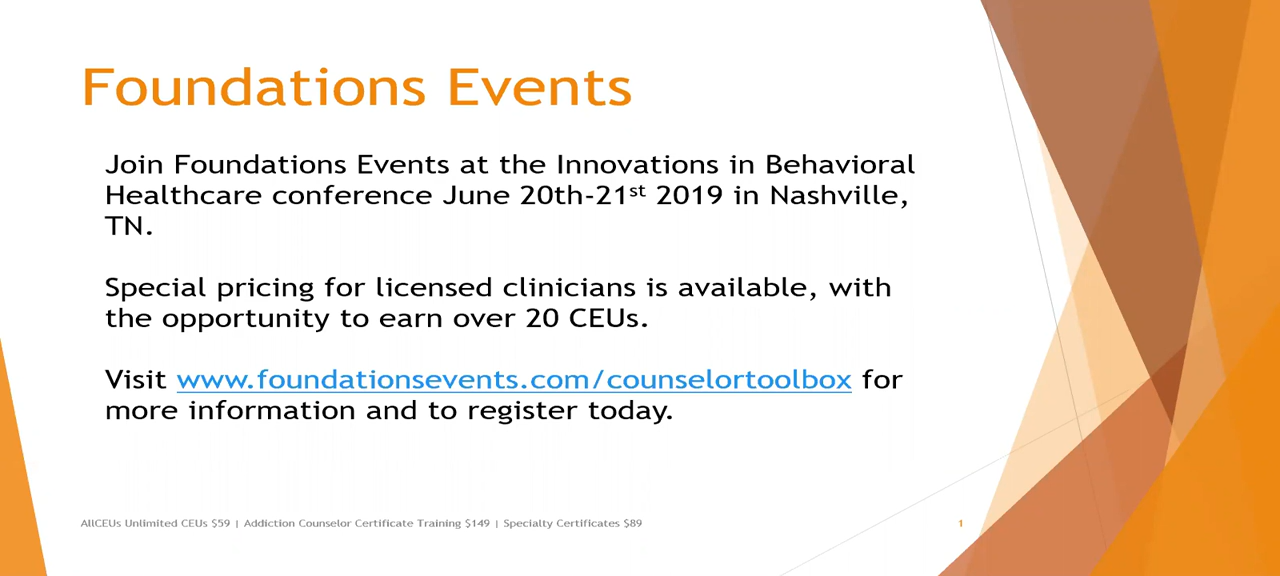 Foundations Events
Join Foundations Events at the Innovations in Behavioral
Healthcare conference June 20th-21st 2019 in Nashville,
TN.
Special pricing for licensed clinicians is available, with
the opportunity to earn over 20 CEUs.
Visit www.foundationsevents.com/counselortoolbox for
more information and to register today.
AllCEUs Unlimited CEUs $59 | Addiction Counselor Certificate Training $149 | Specialty Certificates $89
1